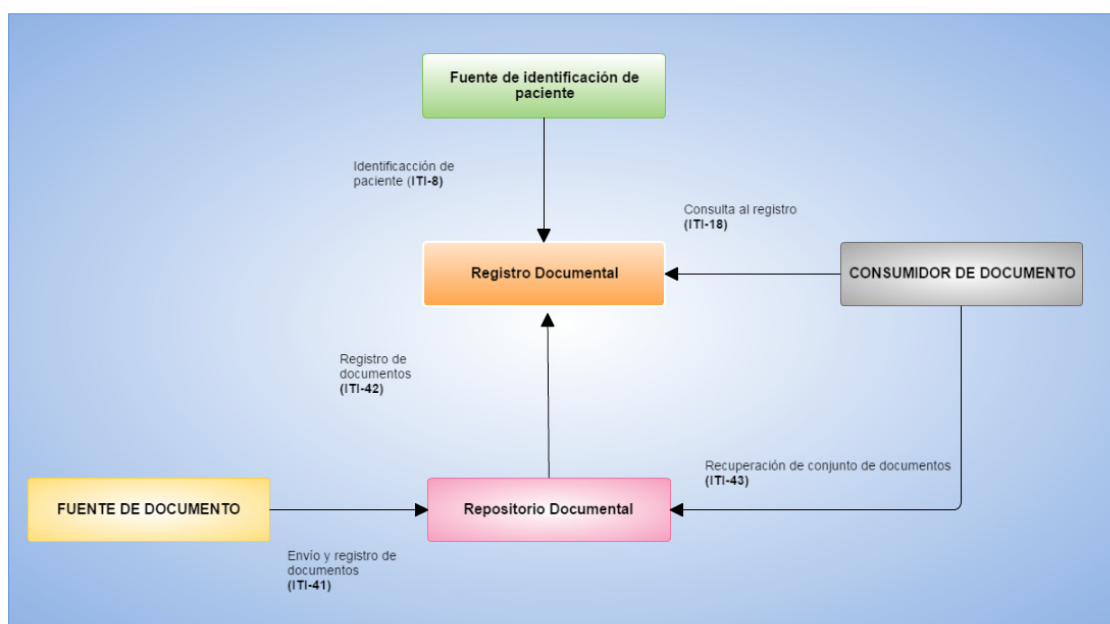 Fuente de identificación de
paciente
Identificacción de
paciente (ITI-8)
Consulta al registro
(ITI-18)
Registro Documental
CONSUMIDOR DE DOCUMENTO
Registro de
documentos
(ITI-42)
Recuperación de conjunto de documentos
(ITI-43)
FUENTE DE DOCUMENTO
Repositorio Documental
Envío y registro de
documentos
(ITI-41)